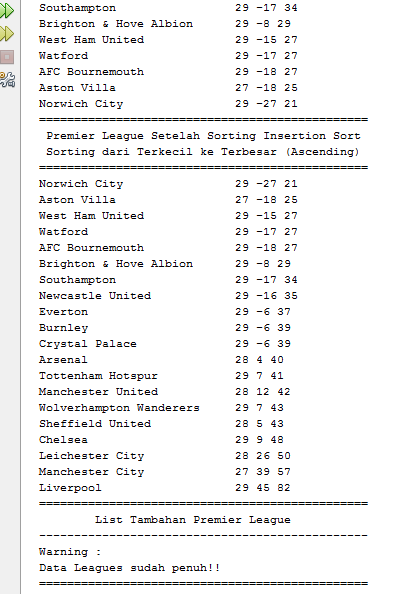 Southampton 29 -17 34
Brighton & Hove Albion 29 -8 29
West Ham United 29 -15 27
Watford 29 -17 27
AFC Bournemouth 29 -18 27
Aston Villa 27 -18 25
Norwich City 29 -27 21
===============================================
Premier League Setelah Sorting Insertion Sort
Sorting dari Terkecil ke Terbesar (Ascending)
===============================================
Norwich City 29 -27 21
Aston Villa 27 -18 25
West Ham United 29 -15 27
Watford 29 -17 27
AFC Bournemouth 29 -18 27
Brighton & Hove Albion 29 -8 29
Southampton 29 -17 34
Newcastle United 29 -16 35
Everton 29 -6 37
Burnley 29 -6 39
Crystal Palace 29 -6 39
Arsenal 28 4 40
Tottenham Hotspur 29 7 41
Manchester United 28 12 42
Wolverhampton Wanderers 29 7 43
Sheffield United 28 5 43
Chelsea 29 9 48
Leichester City 28 26 50
Manchester City 27 39 57
Liverpool 29 45 82
===============================================
List Tambahan Premier League
-----------------------------------------------
Warning :
Data Leagues sudah penuh!!
===============================================